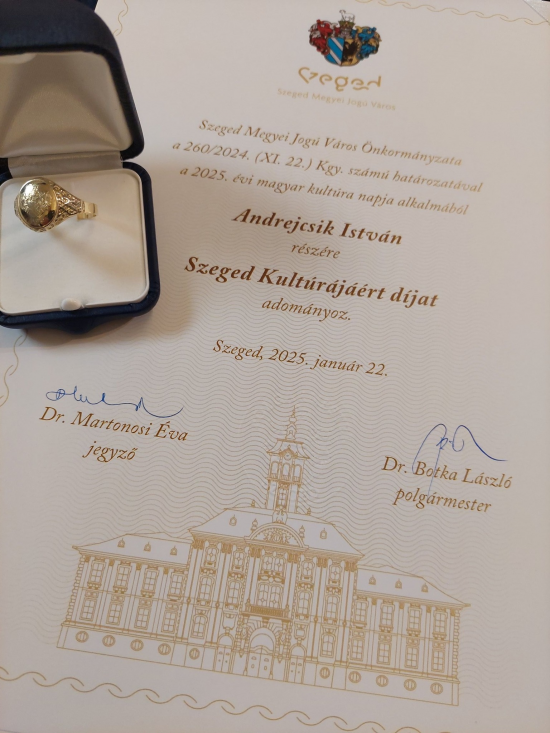 Szeged
Szeged Megyei Jogú Város
Szeged Megyei Jogú Város Önkormányzata
a 260/2024. (XI. 22.) Kgy. számú határozatával
a 2025. évi magyar kultúra napja alkalmából
Andrejcsik István
részére
Szeged Kultúrájáért díjat
adományoz.
Szeged, 2025. január 22.
Dr. Martonosi Éva
jegyző
Dr. Botka László
polgármester